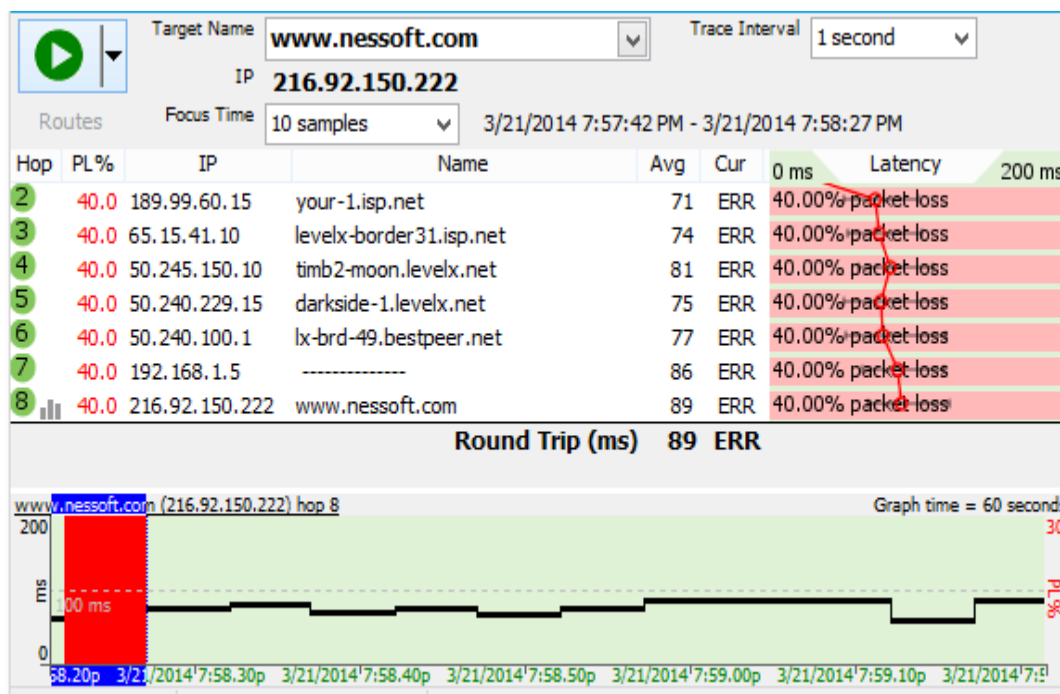 Target Name www.nessoft.com Trace Interval 1 second
IP 216.92.150.222
Routes Focus Time 10 samples 3/21/2014 7:57:42 PM - 3/21/2014 7:58:27 PM
Hop PL% IP Name Avg Cur 0 ms Latency 200 ms
2 40.0 189.99.60.15 your-1.isp.net 71 ERR 40.00% packet loss
3 40.0 65.15.41.10 levelx-border31.isp.net 74 ERR 40.00% packet loss
4 40.0 50.245.150.10 timb2-moon.levelx.net 81 ERR 40.00% packet loss
5 40.0 50.240.229.15 darkside-1.levelx.net 75 ERR 40.00% packet loss
6 40.0 50.240.100.1 lx-brd-49.bestpeer.net 77 ERR 40.00% packet loss
7 40.0 192.168.1.5 -------------- 86 ERR 40.00% packet loss
8 40.0 216.92.150.222 www.nessoft.com 89 ERR 40.00% packet loss
Round Trip (ms) 89 ERR
www.nessoft.com (216.92.150.222) hop 8 Graph time = 60 seconds
200 30
ms 100 ms PL%
0
58.20p 3/21/2014 7:58.30p 3/21/2014 7:58.40p 3/21/2014 7:58.50p 3/21/2014 7:59.00p 3/21/2014 7:59.10p 3/21/2014 7:5